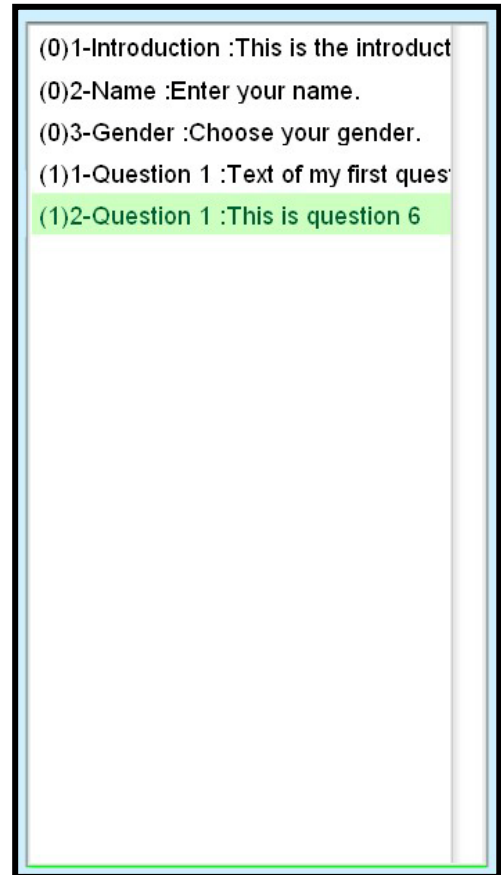 (0)1-Introduction :This is the introduct
(0)2-Name :Enter your name.
(0)3-Gender :Choose your gender.
(1)1-Question 1 :Text of my first ques
(1)2-Question 1 :This is question 6